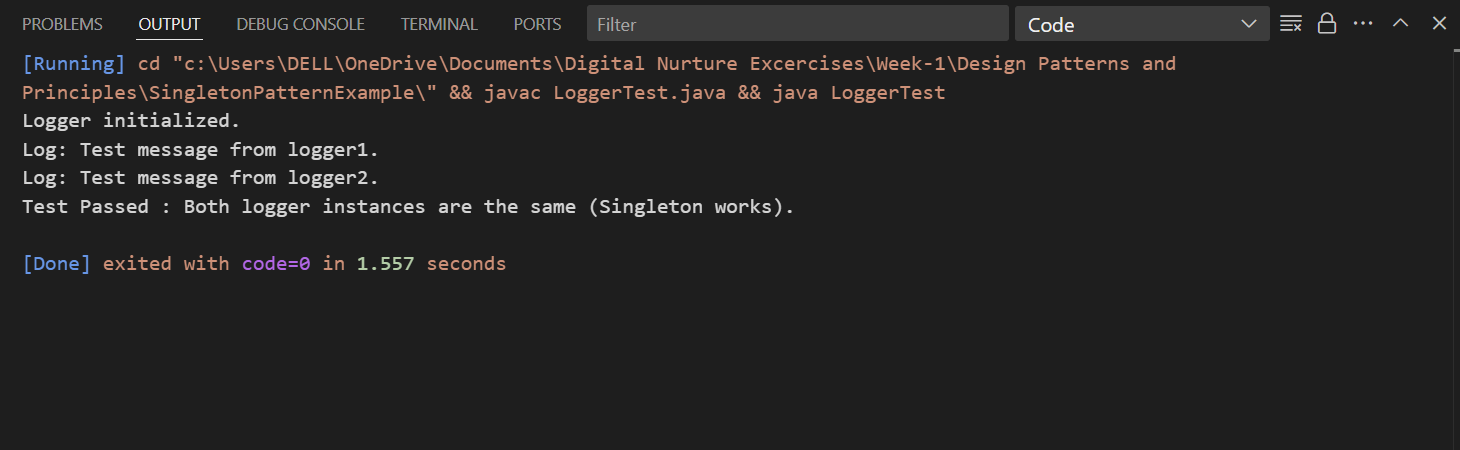 PROBLEMS OUTPUT DEBUG CONSOLE TERMINAL PORTS Filter Code
[Running] cd "c:\Users\DELL\OneDrive\Documents\Digital Nurture Excercises\Week-1\Design Patterns and
Principles\SingletonPatternExample\" && javac LoggerTest.java && java LoggerTest
Logger initialized.
Log: Test message from logger1.
Log: Test message from logger2.
Test Passed : Both logger instances are the same (Singleton works).
[Done] exited with code=0 in 1.557 seconds